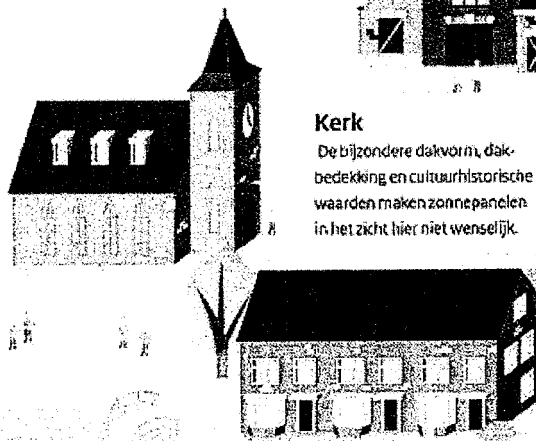 Kerk
De bijzondere dakvorm, dak-
bedekking en cultuurhistorische
waarden maken zonnepanelen
in het zicht hier niet wenselijk.